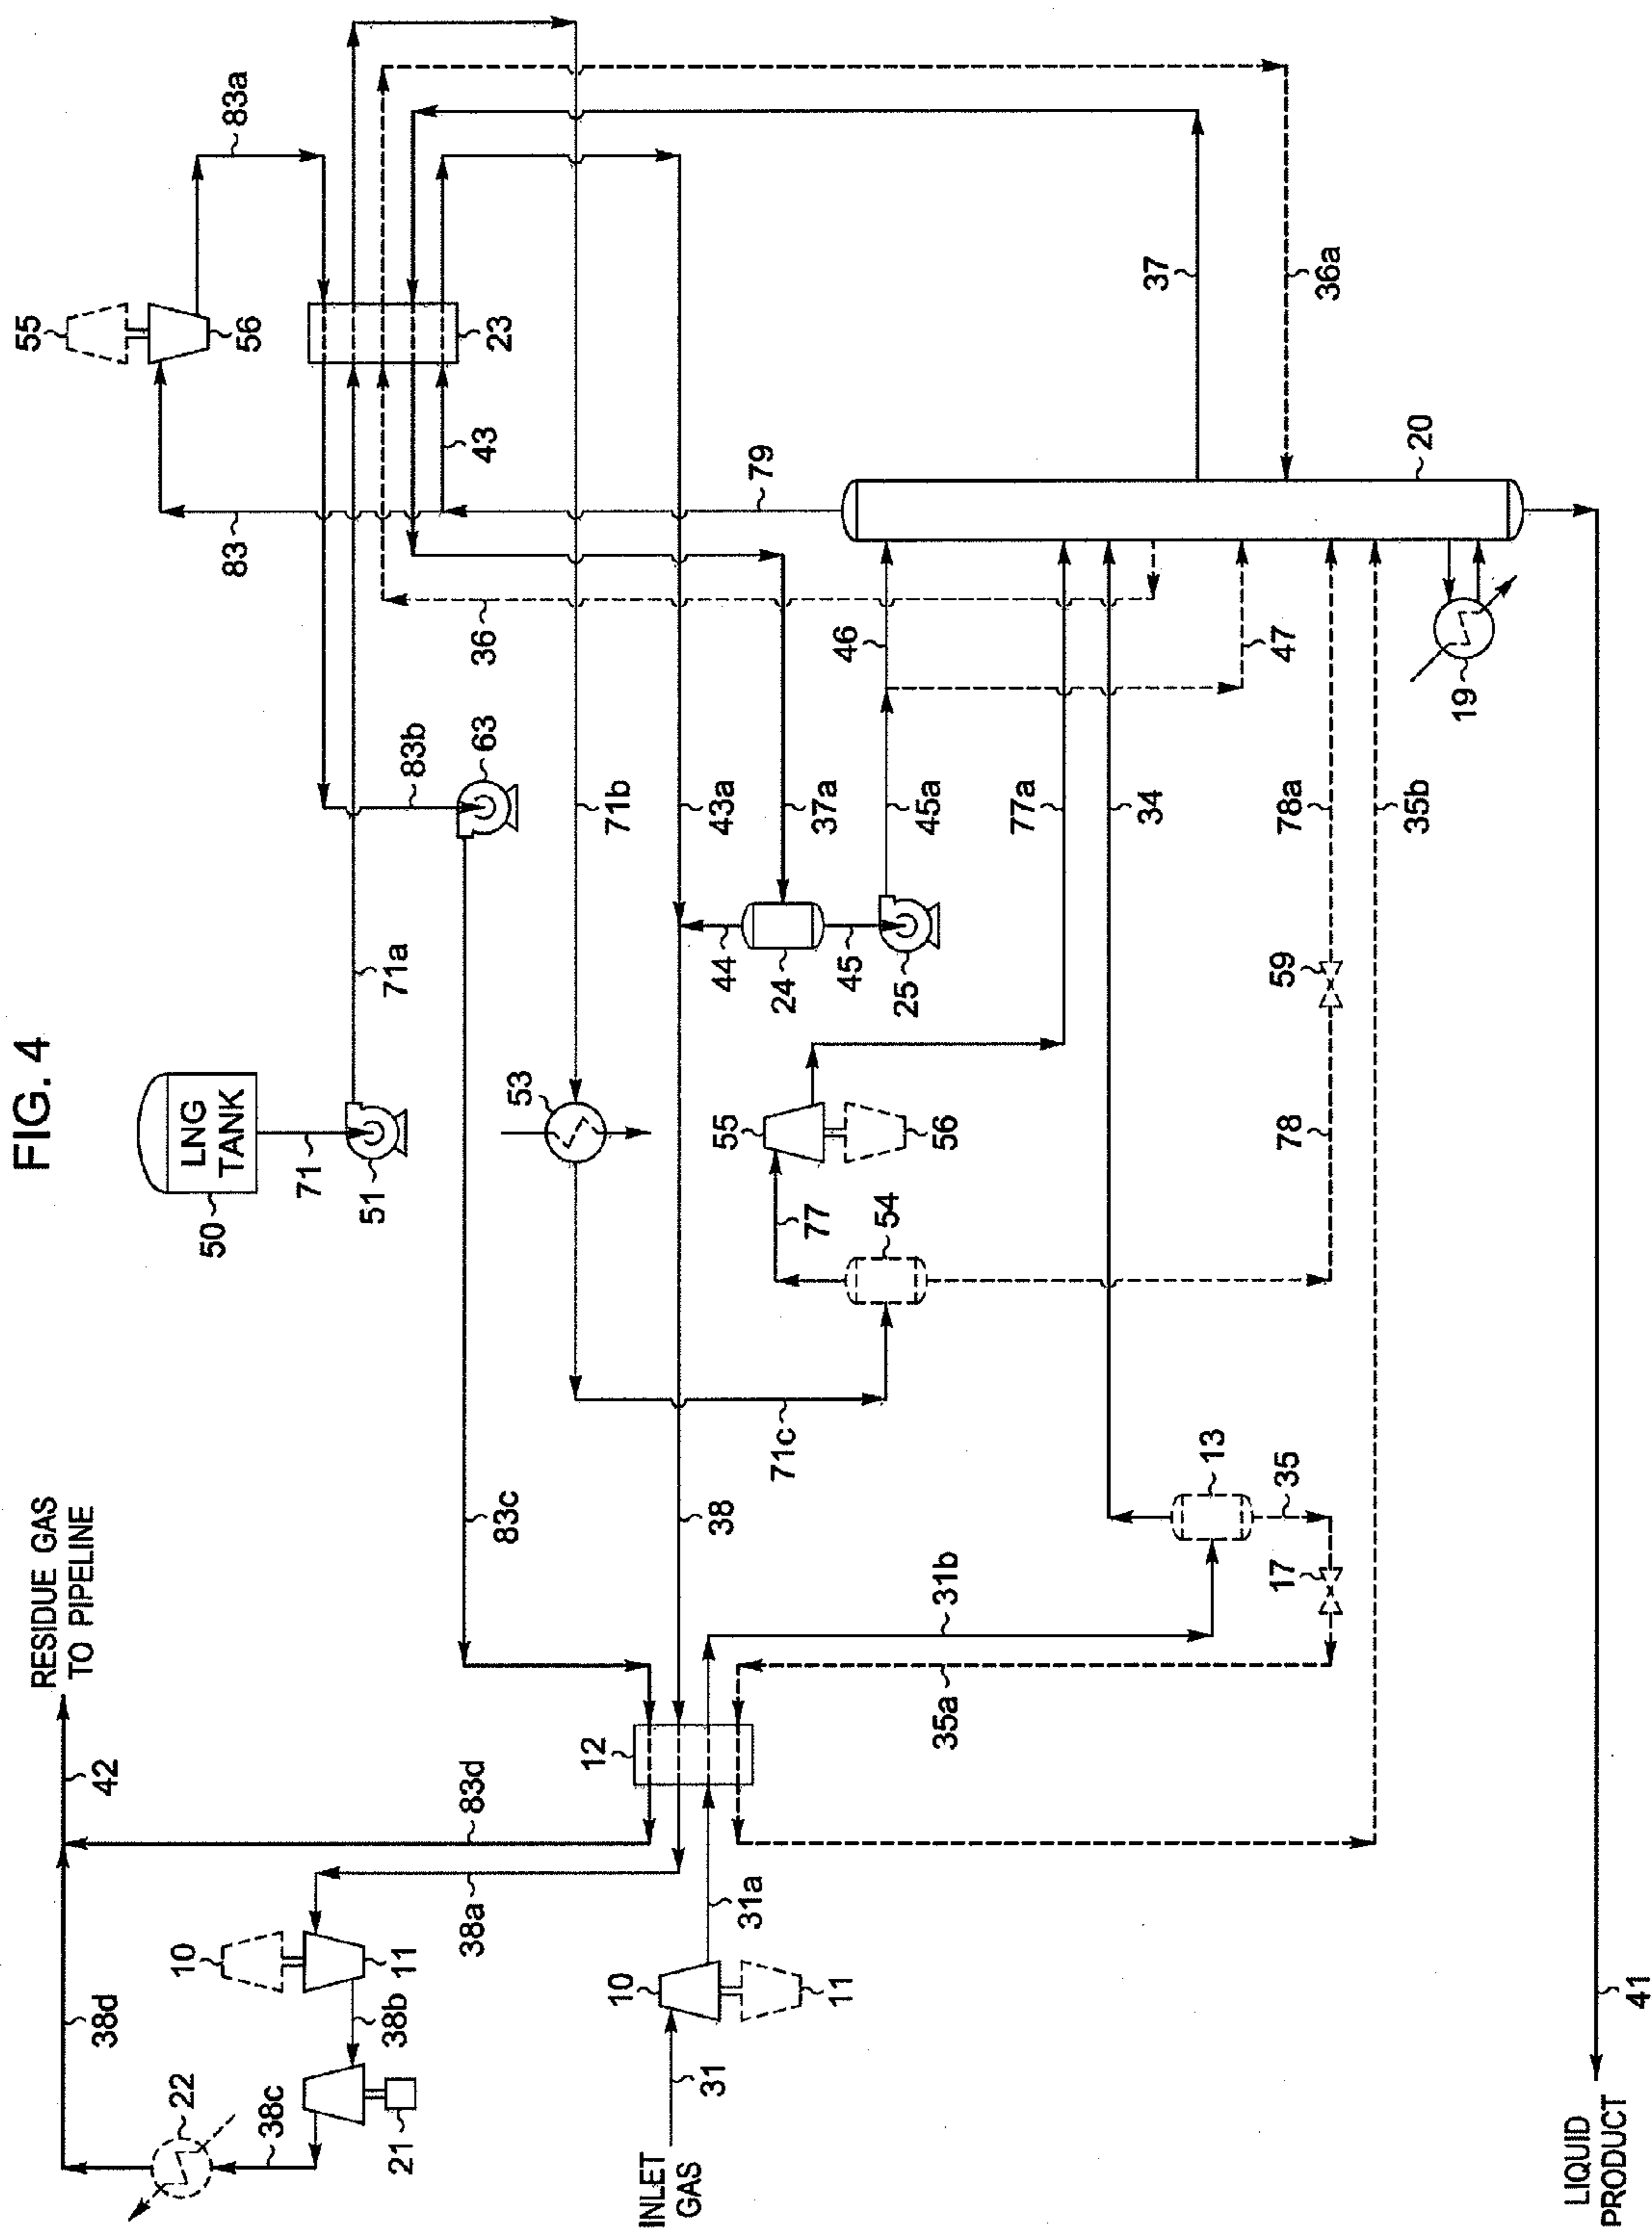 FIG. 4
RESIDUE GAS
TO PIPELINE
42
38d
22
38c
21
38b
10
11
38a
83d
83c
12
INLET
GAS
31
10
11
31a
31b
35a
13
35
17
38
71c
LNG
TANK
50
71
51
71a
53
54
77
55
56
78
59
78a
35b
34
77a
45a
37a
43a
71b
44
24
45
25
83b
63
36
46
47
19
20
79
83
43
23
55
56
83a
37
36a
LIQUID
PRODUCT
41